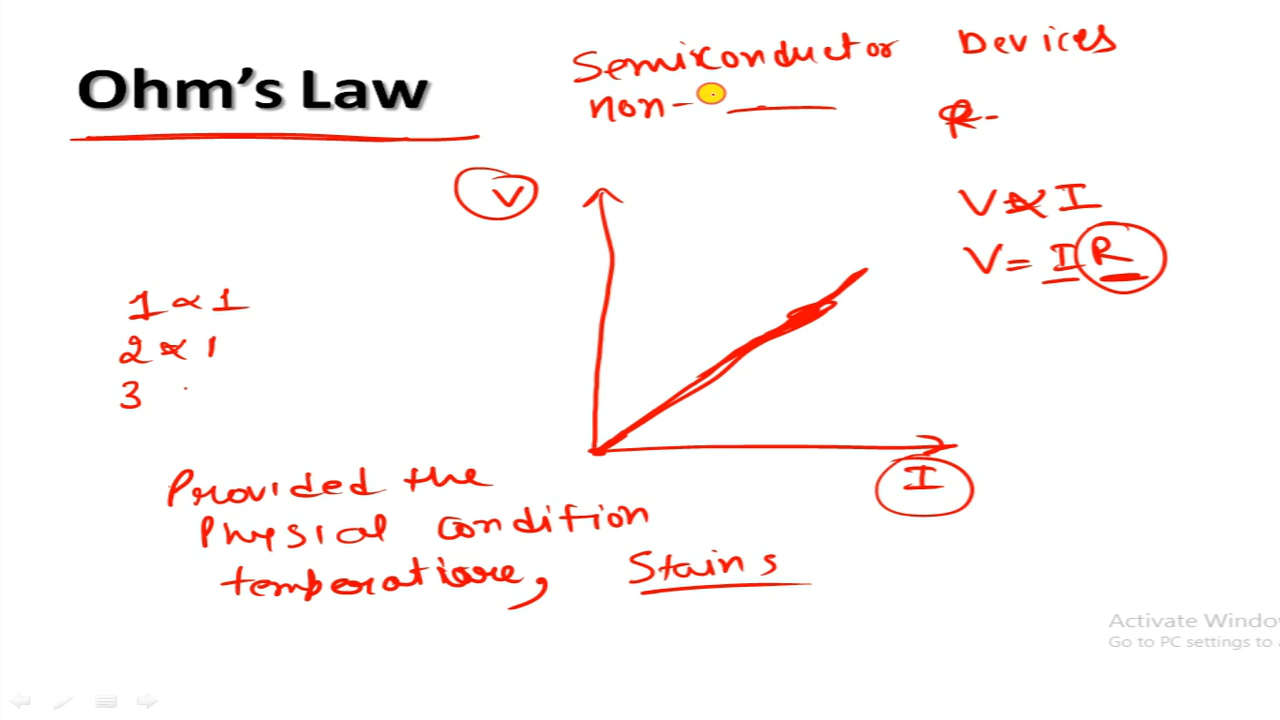 Semiconductor Devices
Ohm's Law
non-
R-
V
V ∝ I
V = IR
1 ∝ 1
2 ∝ 1
3
I
Provided the
Physical condition
temperature, Stains
Activate Windo
Go to PC settings to a